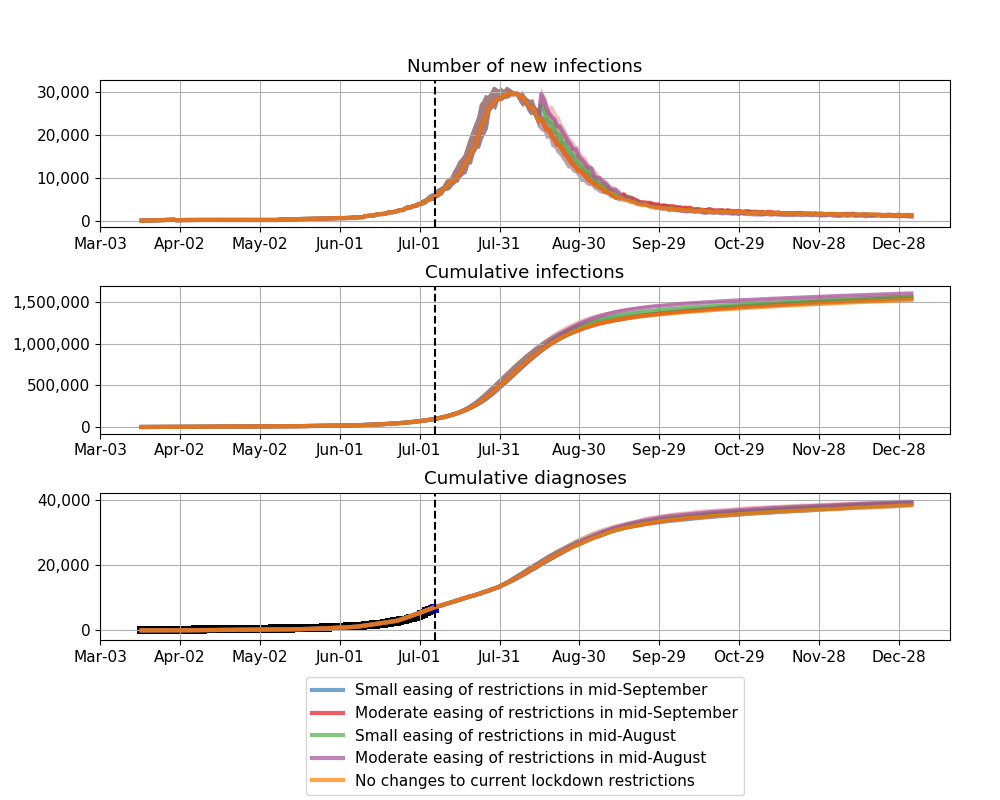 Number of new infections
30,000
20,000
10,000
0
Mar-03 Apr-02 May-02 Jun-01 Jul-01 Jul-31 Aug-30 Sep-29 Oct-29 Nov-28 Dec-28
Cumulative infections
1,500,000
1,000,000
500,000
0
Mar-03 Apr-02 May-02 Jun-01 Jul-01 Jul-31 Aug-30 Sep-29 Oct-29 Nov-28 Dec-28
Cumulative diagnoses
40,000
20,000
0
Mar-03 Apr-02 May-02 Jun-01 Jul-01 Jul-31 Aug-30 Sep-29 Oct-29 Nov-28 Dec-28
Small easing of restrictions in mid-September
Moderate easing of restrictions in mid-September
Small easing of restrictions in mid-August
Moderate easing of restrictions in mid-August
No changes to current lockdown restrictions